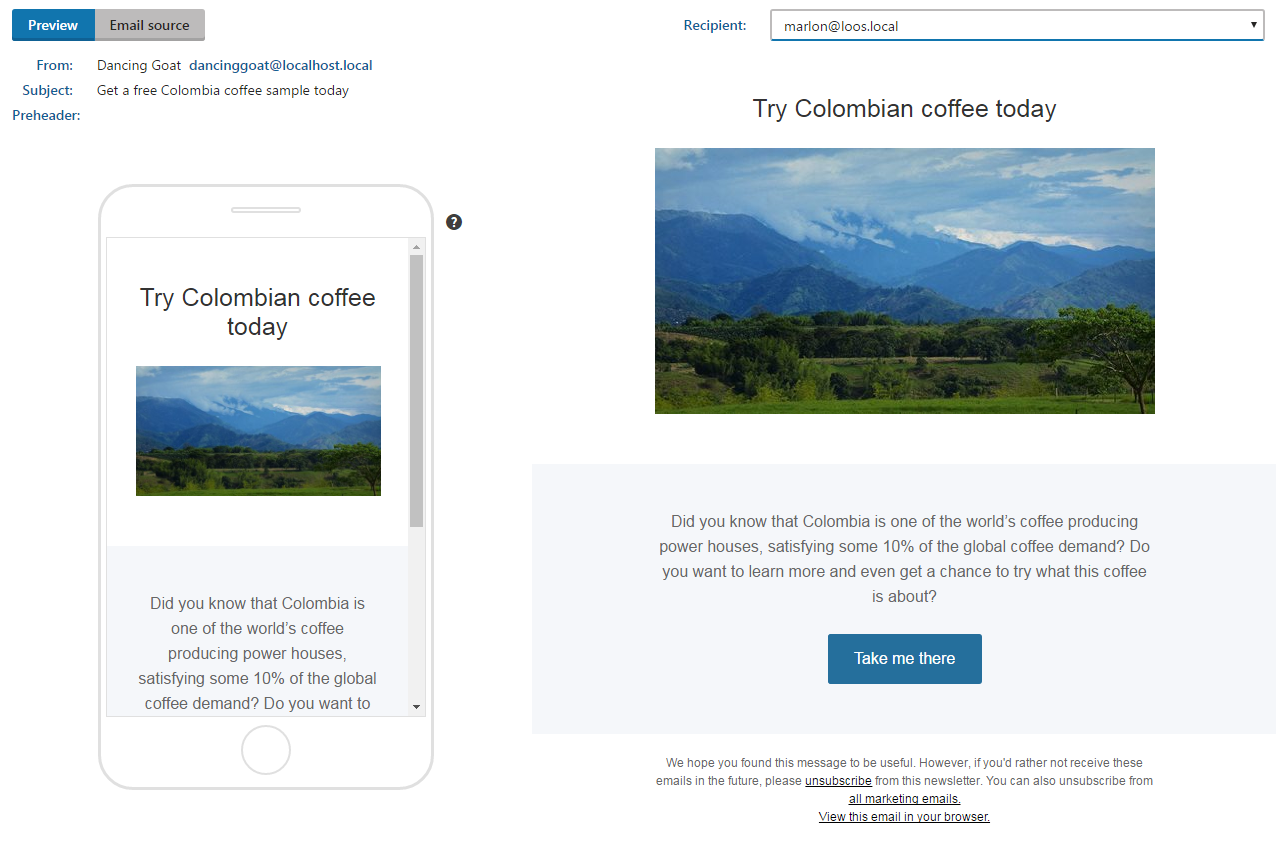 Preview Email source
Recipient: marlon@loos.local
From: Dancing Goat dancinggoat@localhost.local
Subject: Get a free Colombia coffee sample today
Preheader:
?
Try Colombian coffee
today
Did you know that Colombia is
one of the world’s coffee
producing power houses,
satisfying some 10% of the global
coffee demand? Do you want to
Try Colombian coffee today
Did you know that Colombia is one of the world’s coffee producing
power houses, satisfying some 10% of the global coffee demand? Do
you want to learn more and even get a chance to try what this coffee
is about?
Take me there
We hope you found this message to be useful. However, if you'd rather not receive these
emails in the future, please unsubscribe from this newsletter. You can also unsubscribe from
all marketing emails.
View this email in your browser.